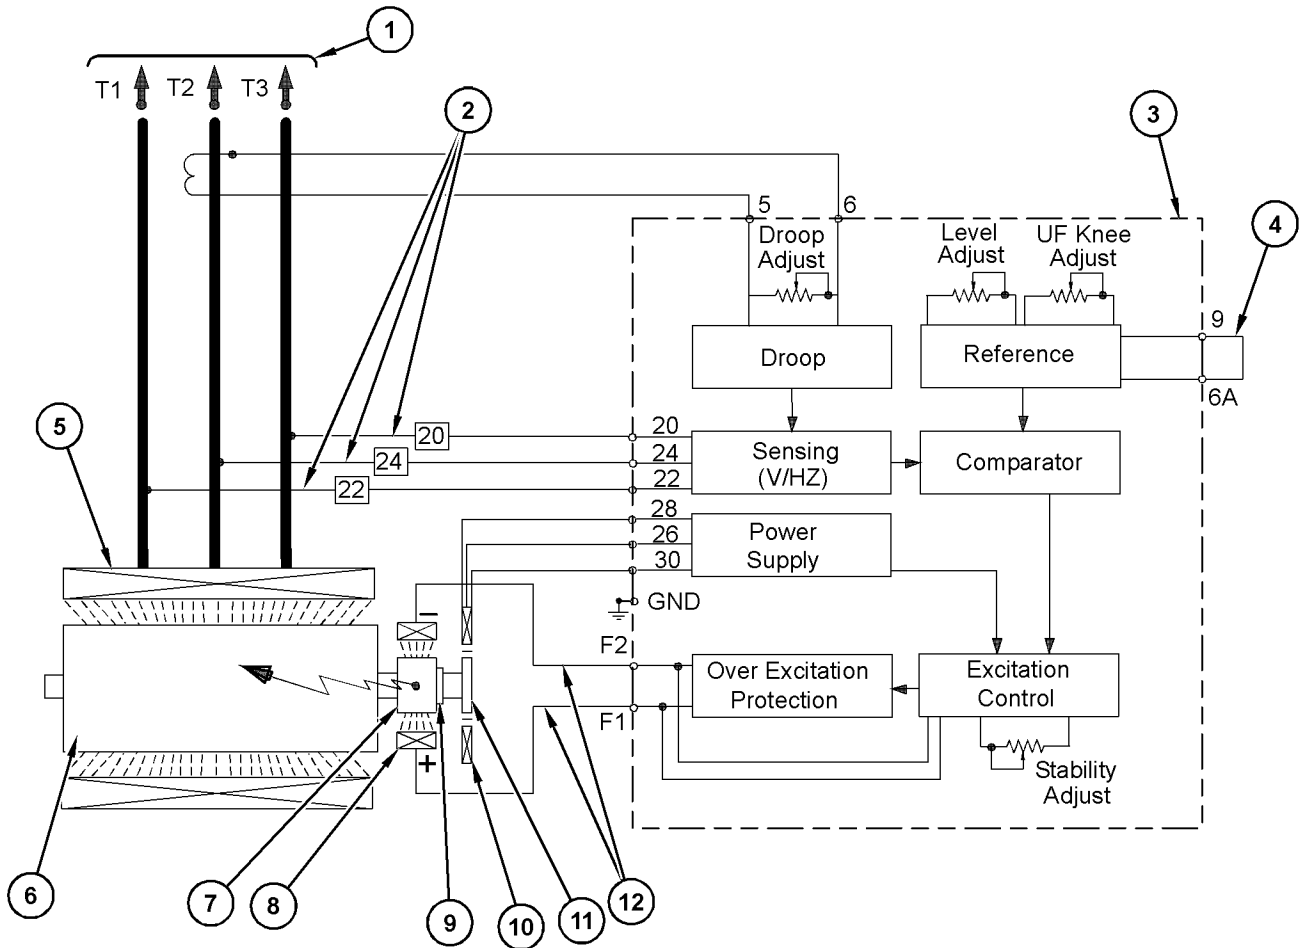 1
T1
T2
T3
2
3
5
6
4
Droop
Adjust
Level
Adjust
UF Knee
Adjust
9
6A
Droop
Reference
5
20
24
22
20
24
22
Sensing
(V/HZ)
Comparator
28
26
30
Power
Supply
GND
−
+
F2
F1
Over Excitation
Protection
Excitation
Control
Stability
Adjust
6
7
8
9
10
11
12